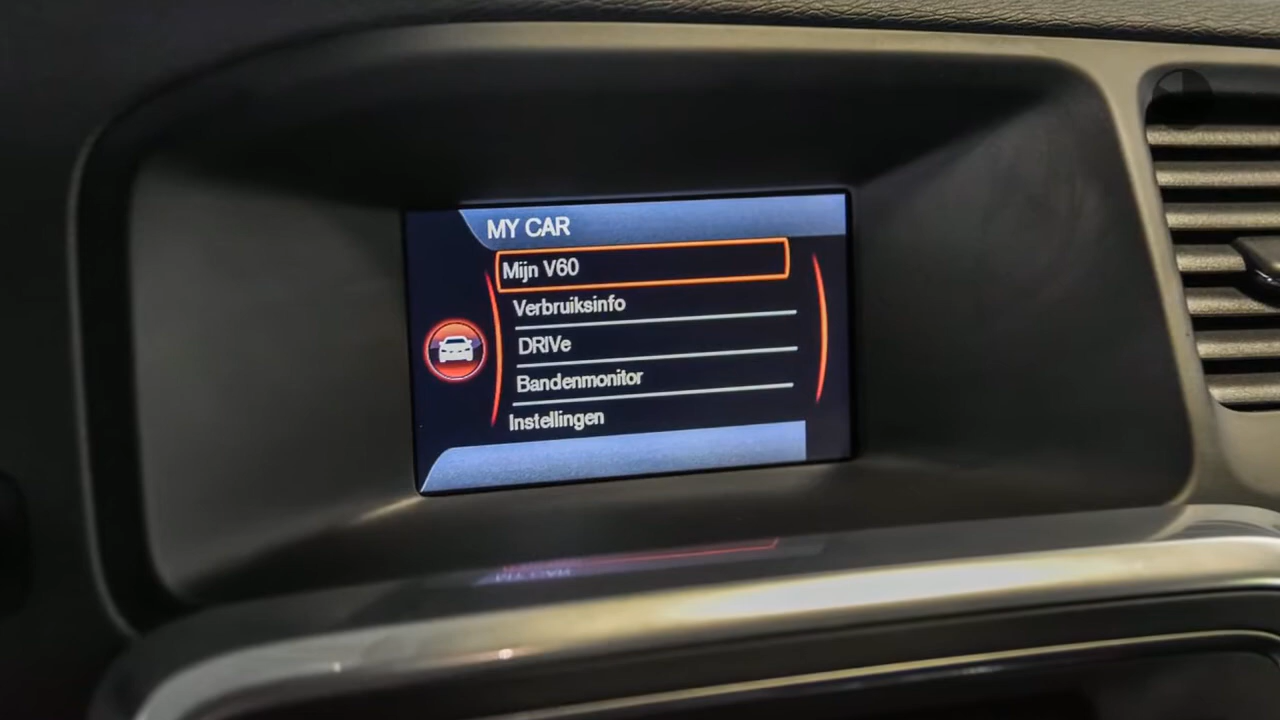 MY CAR
Mijn V60
Verbruiksinfo
DRIVe
Bandenmonitor
Instellingen